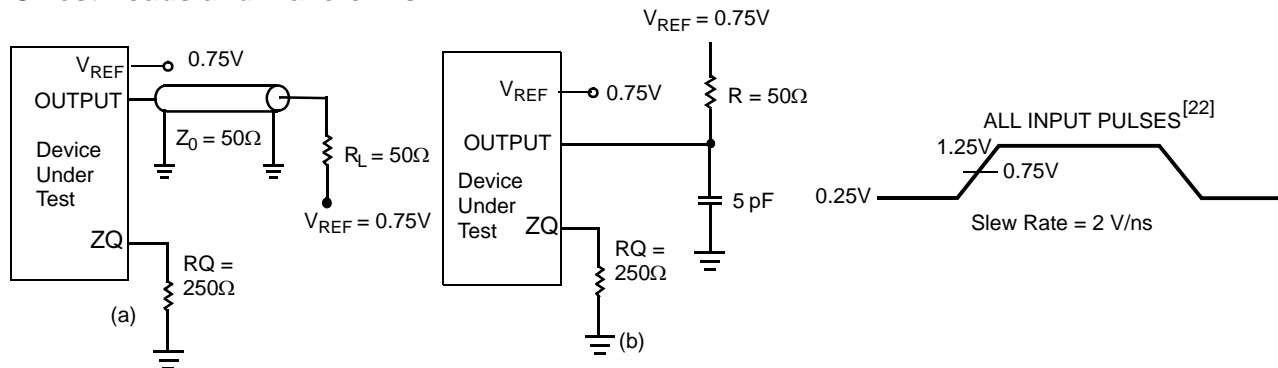 V_REF
0.75V
OUTPUT
Z_0 = 50Ω
Device
Under
Test
R_L = 50Ω
V_REF = 0.75V
ZQ
RQ =
250Ω
(a)
V_REF = 0.75V
V_REF
0.75V
R = 50Ω
OUTPUT
Device
Under
Test
5 pF
ZQ
RQ =
250Ω
(b)
ALL INPUT PULSES[22]
1.25V
0.75V
0.25V
Slew Rate = 2 V/ns